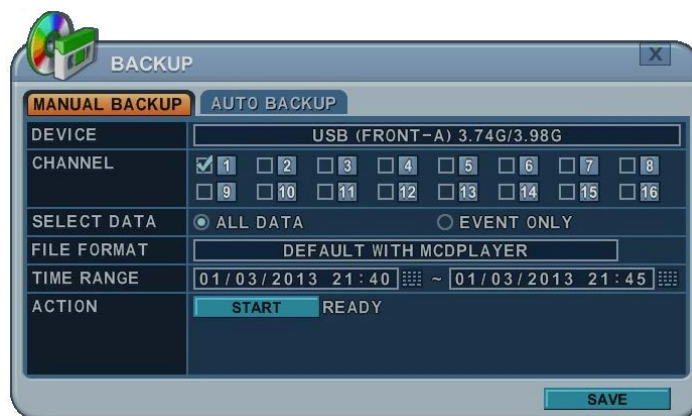 BACKUP X
MANUAL BACKUP AUTO BACKUP
DEVICE USB (FRONT-A) 3.74G/3.98G
CHANNEL 1 2 3 4 5 6 7 8
9 10 11 12 13 14 15 16
SELECT DATA ALL DATA EVENT ONLY
FILE FORMAT DEFAULT WITH MCDPLAYER
TIME RANGE 01/03/2013 21:40 ~ 01/03/2013 21:45
ACTION START READY
SAVE